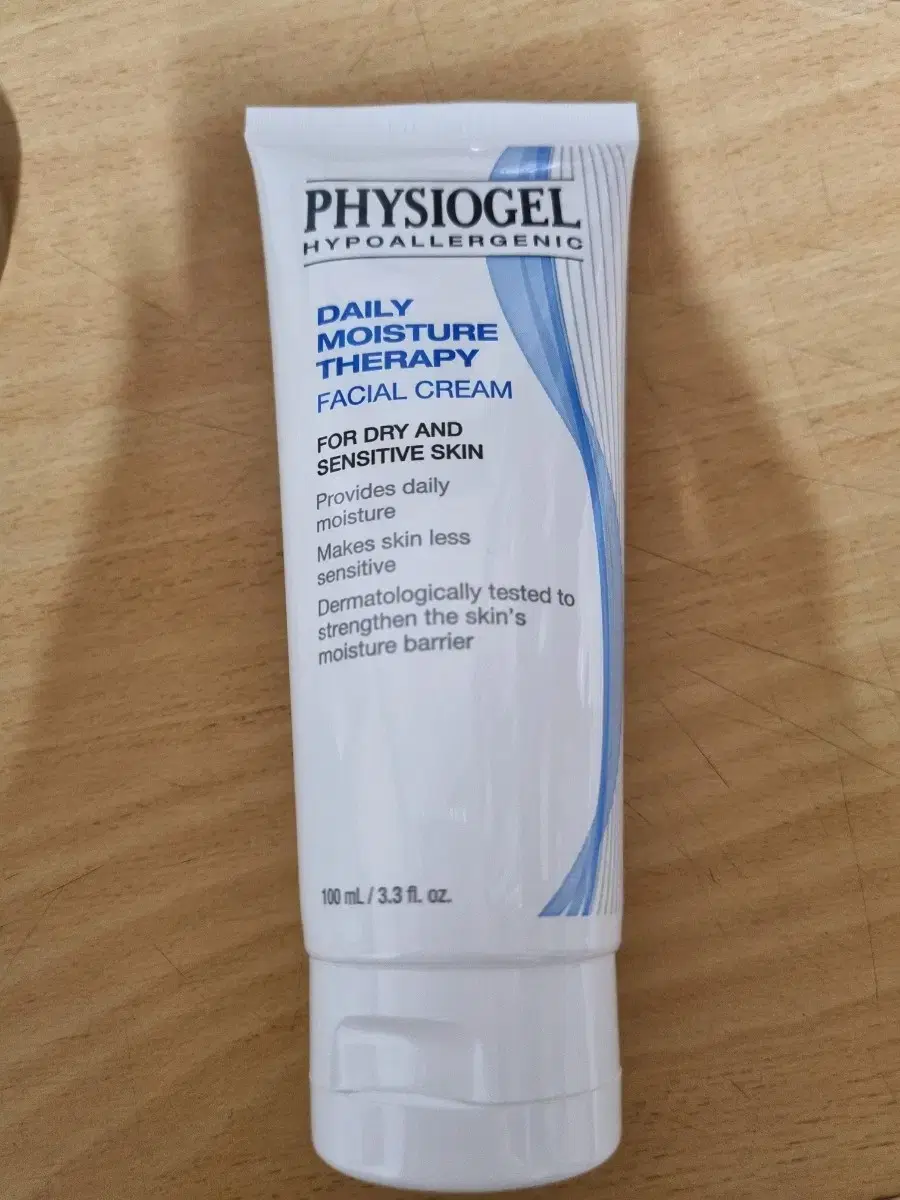 PHYSIOGEL
HYPOALLERGENIC
DAILY
MOISTURE
THERAPY
FACIAL CREAM
FOR DRY AND
SENSITIVE SKIN
Provides daily
moisture
Makes skin less
sensitive
Dermatologically tested to
strengthen the skin's
moisture barrier
100 mL / 3.3 fl. oz.